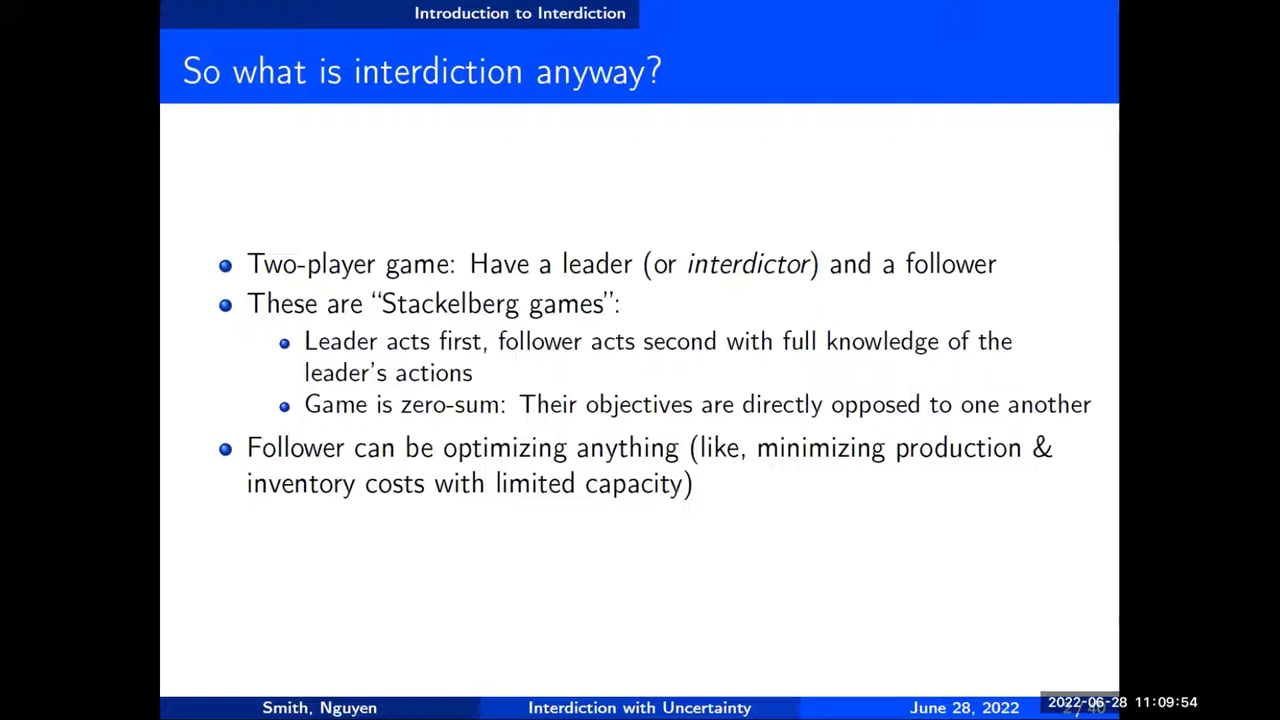 Introduction to Interdiction
So what is interdiction anyway?
Two-player game: Have a leader (or interdictor) and a follower
These are “Stackelberg games”:
Leader acts first, follower acts second with full knowledge of the
leader's actions
Game is zero-sum: Their objectives are directly opposed to one another
Follower can be optimizing anything (like, minimizing production &
inventory costs with limited capacity)
Smith, Nguyen
Interdiction with Uncertainty
June 28, 2022
2022-06-28 11:09:54